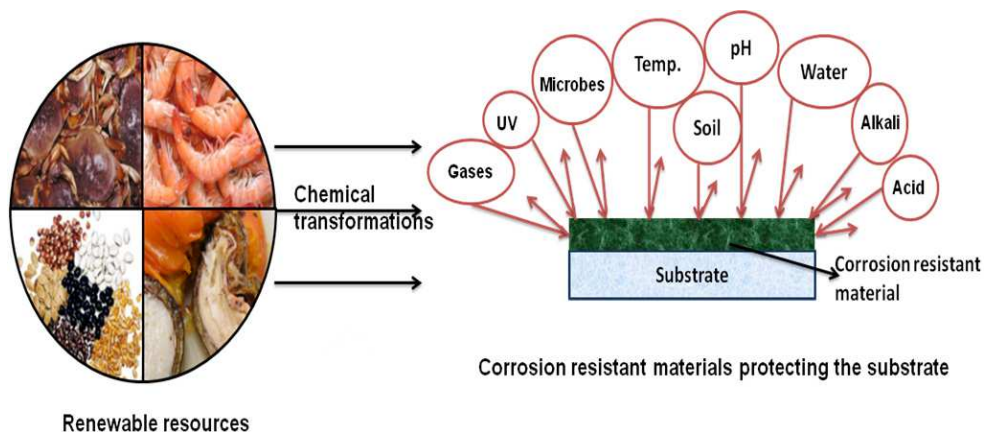 Gases
UV
Microbes
Temp.
Soil
pH
Water
Alkali
Acid
Chemical
transformations
Substrate
Corrosion resistant
material
Corrosion resistant materials protecting the substrate
Renewable resources